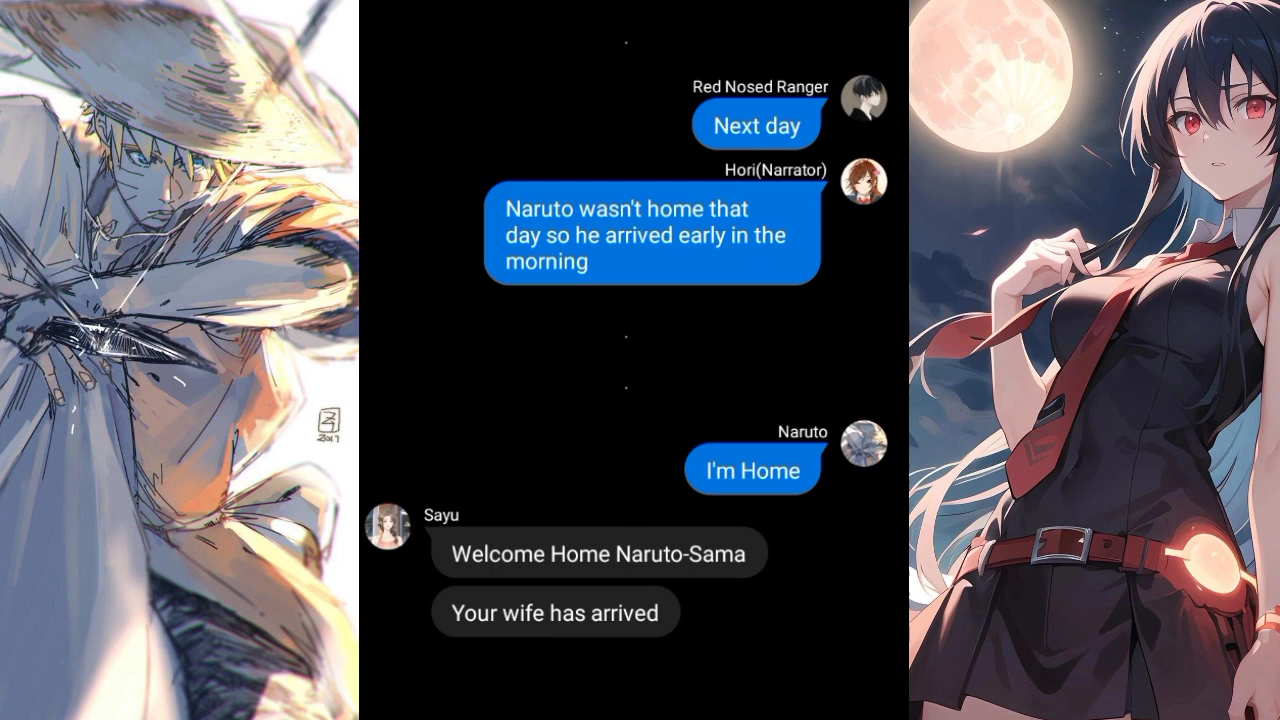 Red Nosed Ranger
Next day
Hori(Narrator)
Naruto wasn't home that
day so he arrived early in the
morning
Naruto
I'm Home
Sayu
Welcome Home Naruto-Sama
Your wife has arrived
2017